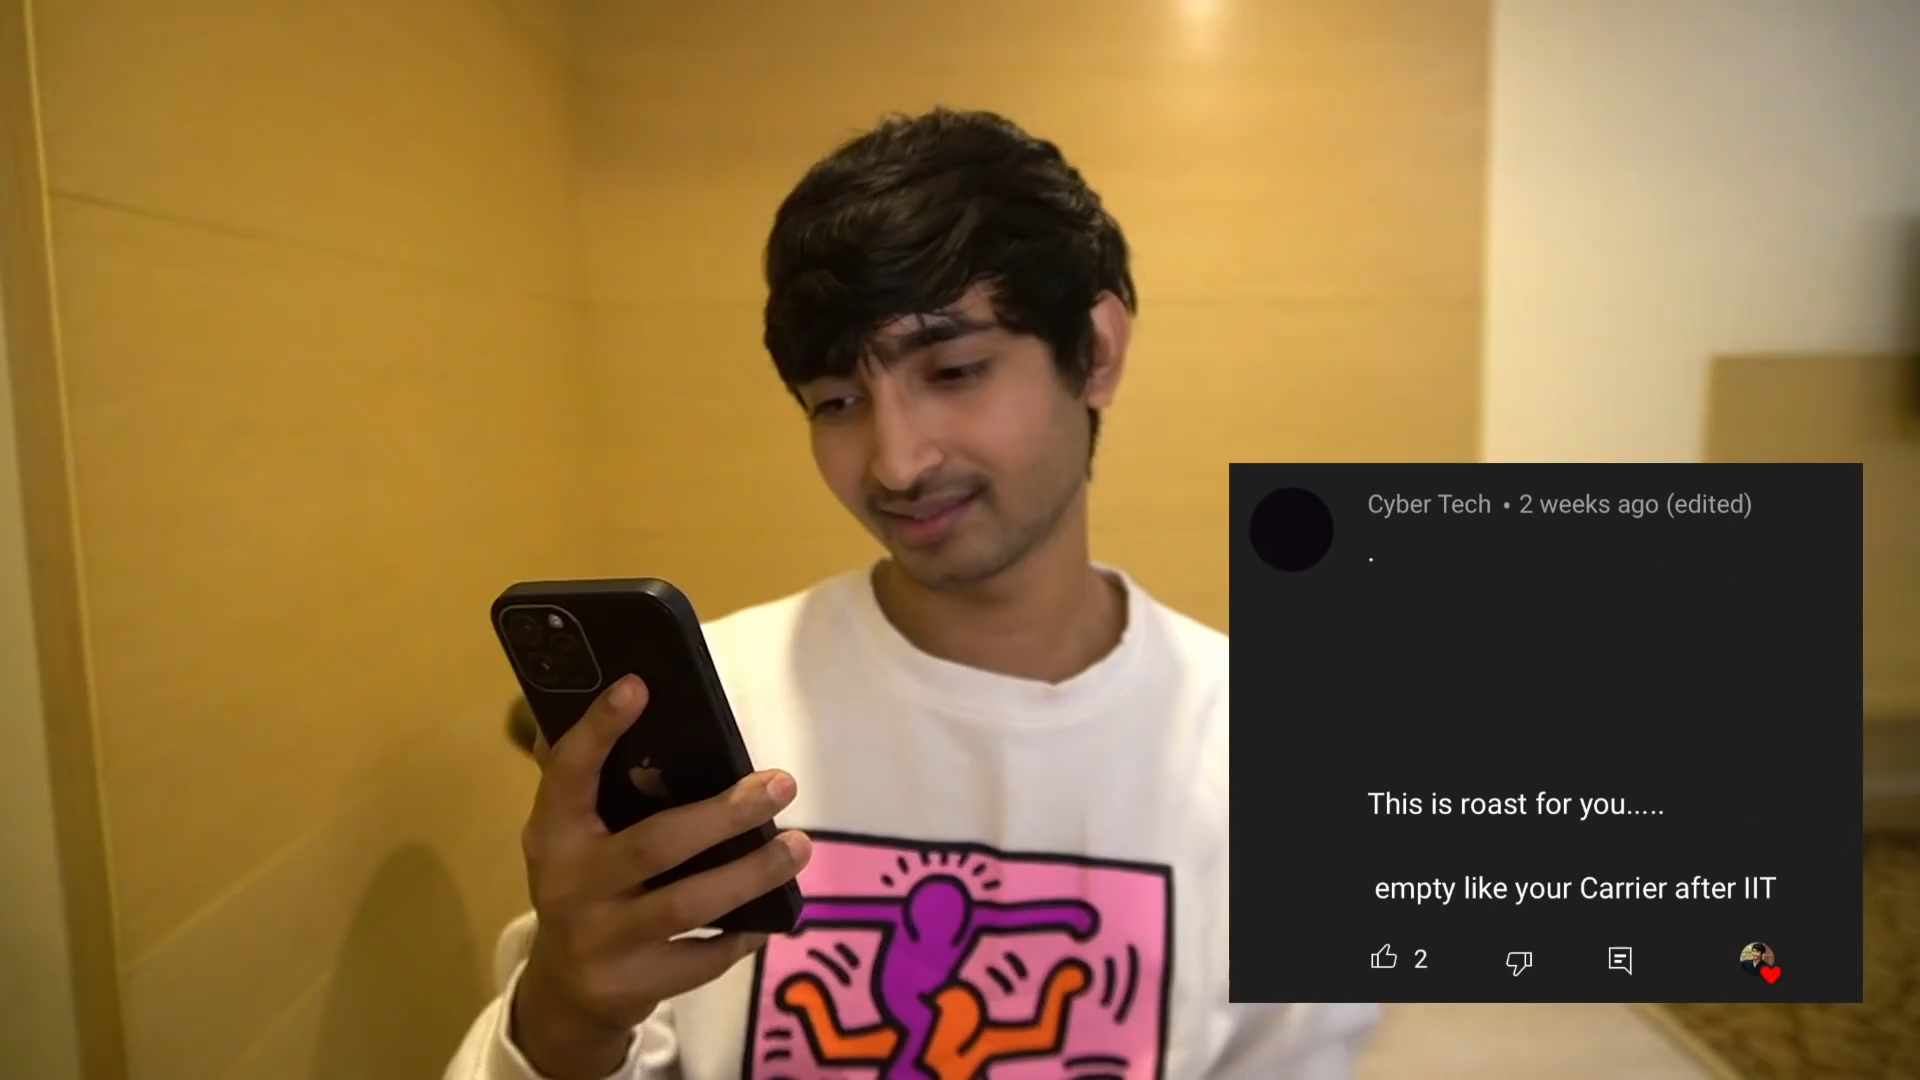 Cyber Tech • 2 weeks ago (edited)
.
This is roast for you.....
empty like your Carrier after IIT
2